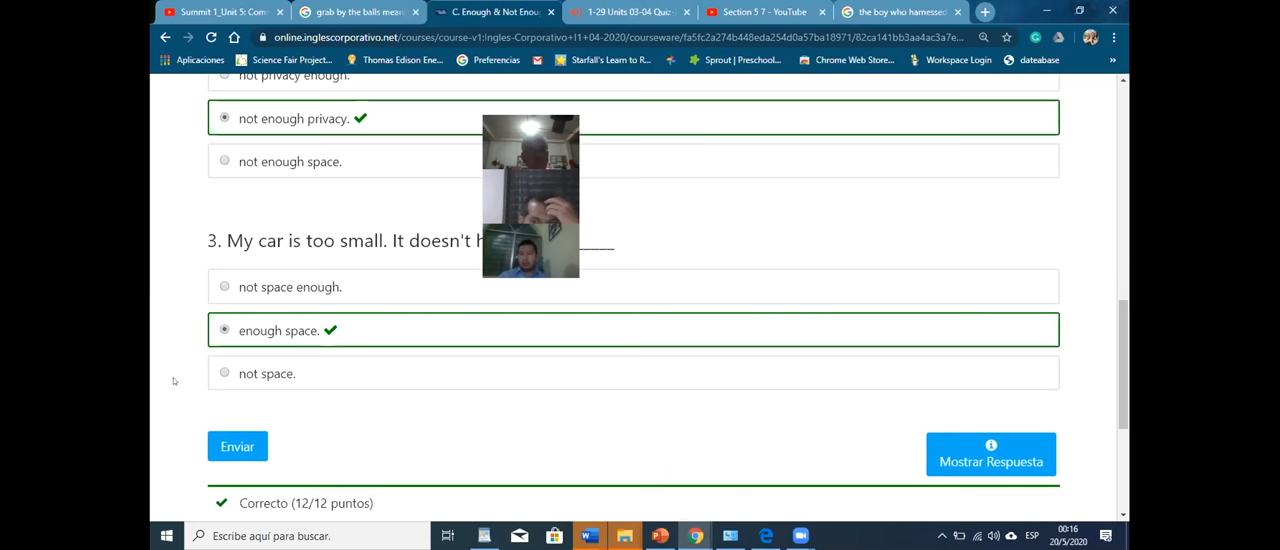 Summit 1_Unit 5: Com
grab by the balls mean
C. Enough & Not Enou
1-29 Units 03-04 Quiz-
Section 5 7 - YouTube
the boy who harnessed
online.inglescorporativo.net/courses/course-v1:Ingles-Corporativo+I1+04-2020/courseware/fa5fc2a274b448eda254d0a57ba18971/82ca141bb3aa4ac3a7e...
Aplicaciones
Science Fair Project...
Thomas Edison Ene...
Preferencias
Starfall's Learn to R...
Sprout | Preschool...
Chrome Web Store...
Workspace Login
dateabase
not privacy enough.
not enough privacy.
not enough space.
3. My car is too small. It doesn't h
not space enough.
enough space.
not space.
Enviar
Mostrar Respuesta
Correcto (12/12 puntos)
Escribe aquí para buscar.
ESP
00:16
20/5/2020